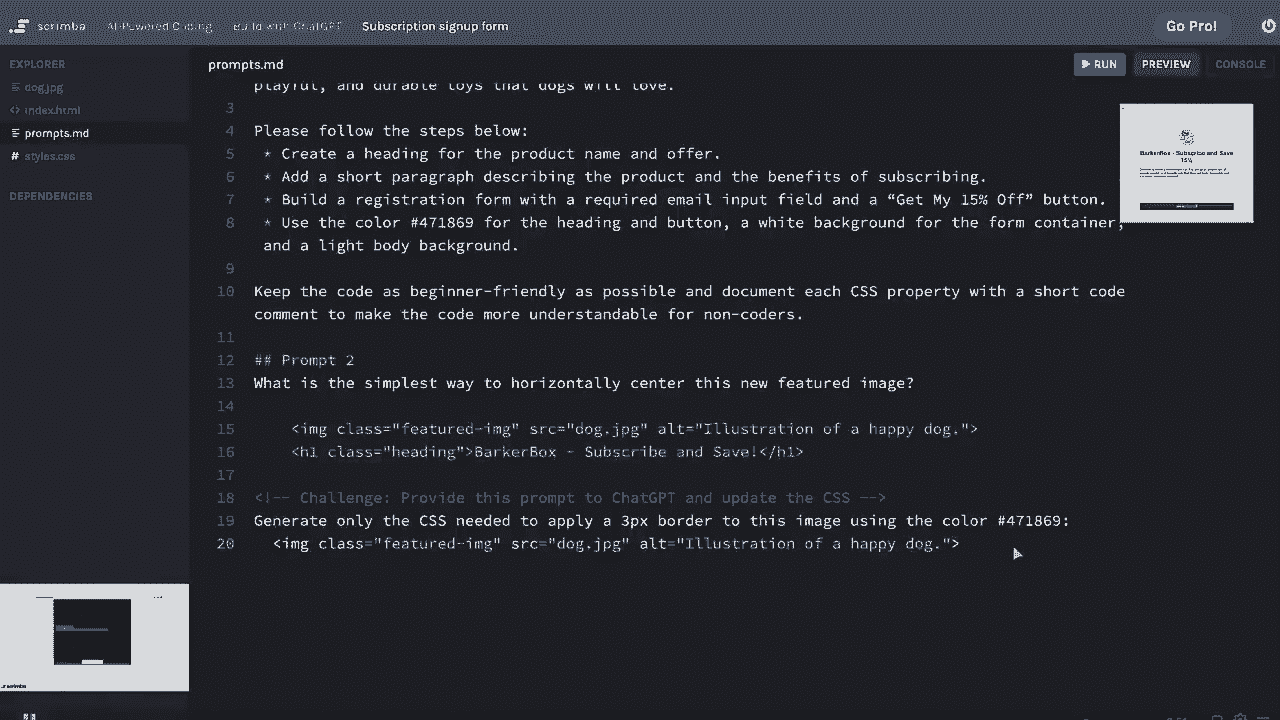 scrimba
AI-Powered Coding
Build with ChatGPT
Subscription signup form
Go Pro!
EXPLORER
dog.jpg
index.html
prompts.md
styles.css
DEPENDENCIES
prompts.md
RUN
PREVIEW
CONSOLE
playful, and durable toys that dogs will love.
3
4 Please follow the steps below:
5 * Create a heading for the product name and offer.
6 * Add a short paragraph describing the product and the benefits of subscribing.
7 * Build a registration form with a required email input field and a “Get My 15% Off” button.
8 * Use the color #471869 for the heading and button, a white background for the form container,
and a light body background.
9
10 Keep the code as beginner-friendly as possible and document each CSS property with a short code
comment to make the code more understandable for non-coders.
11
12 ## Prompt 2
13 What is the simplest way to horizontally center this new featured image?
14
15 <img class="featured-img" src="dog.jpg" alt="Illustration of a happy dog.">
16 <h1 class="heading">BarkerBox - Subscribe and Save!</h1>
17
18 <!-- Challenge: Provide this prompt to ChatGPT and update the CSS -->
19 Generate only the CSS needed to apply a 3px border to this image using the color #471869:
20 <img class="featured-img" src="dog.jpg" alt="Illustration of a happy dog.">
BarkerBox - Subscribe and Save
15%